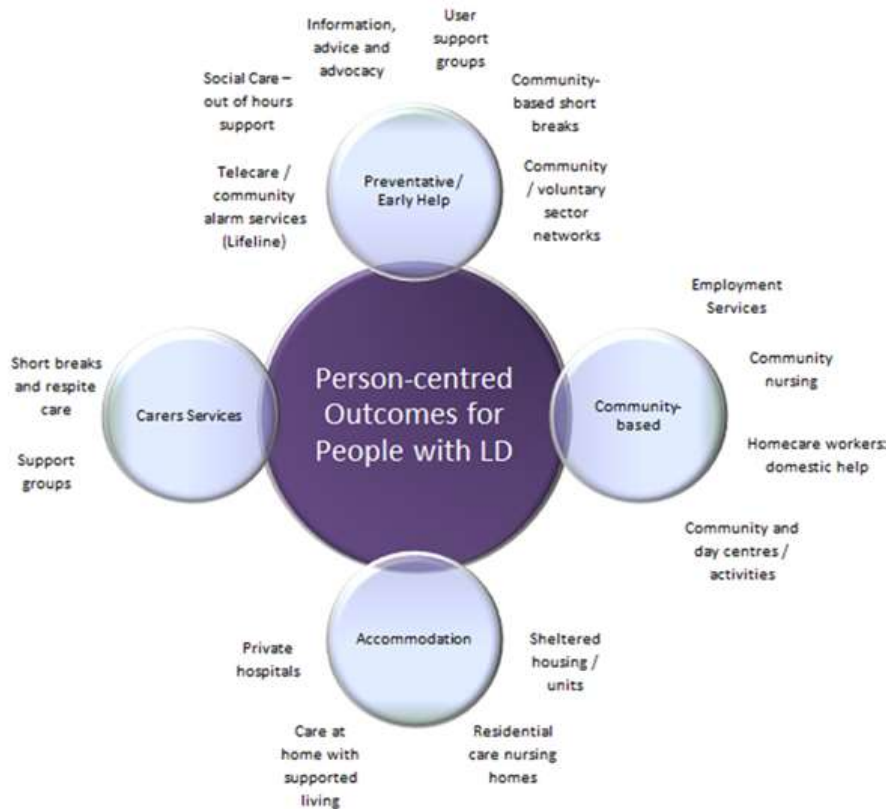 Information,
advice and
advocacy
User
support
groups
Social Care –
out of hours
support
Community-
based short
breaks
Telecare /
community
alarm services
(Lifeline)
Preventative /
Early Help
Community
/ voluntary
sector
networks
Employment
Services
Short breaks
and respite
care
Carers Services
Person-centred
Outcomes for
People with LD
Community-
based
Community
nursing
Support
groups
Homecare workers:
domestic help
Community and
day centres /
activities
Private
hospitals
Accommodation
Sheltered
housing /
units
Care at
home with
supported
living
Residential
care nursing
homes